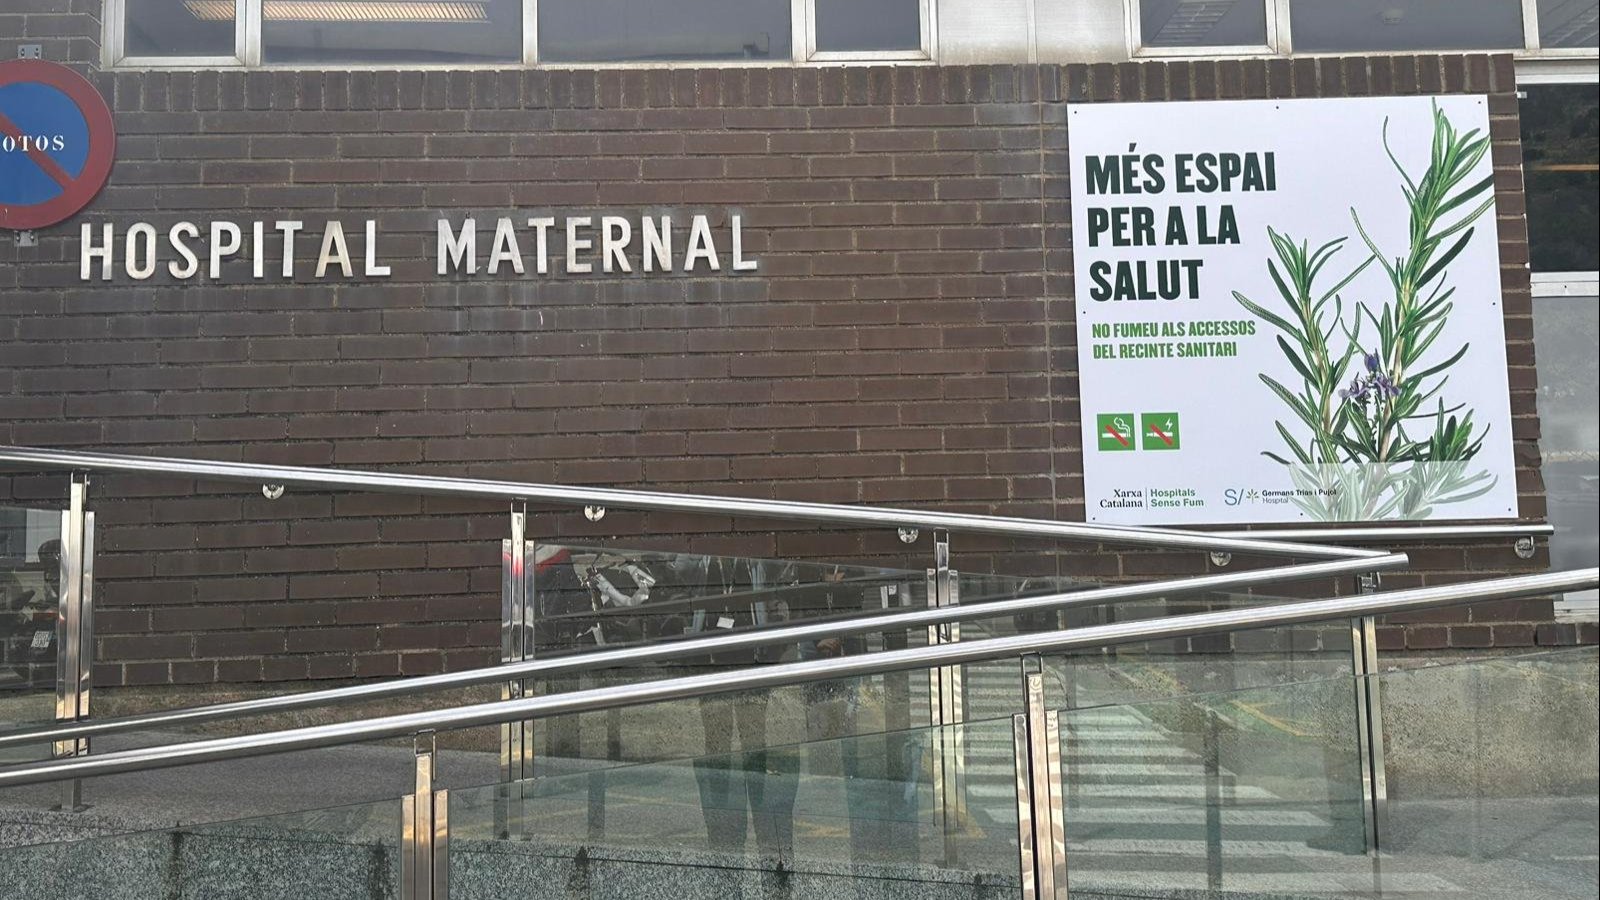 OTOS
HOSPITAL MATERNAL
MÉS ESPAI
PER A LA
SALUT
NO FUMEU ALS ACCESSOS
DEL RECINTE SANITARI
Xarxa
Catalana
Hospitals
Sense Fum
S/
Germans Trias i Pujol
Hospital